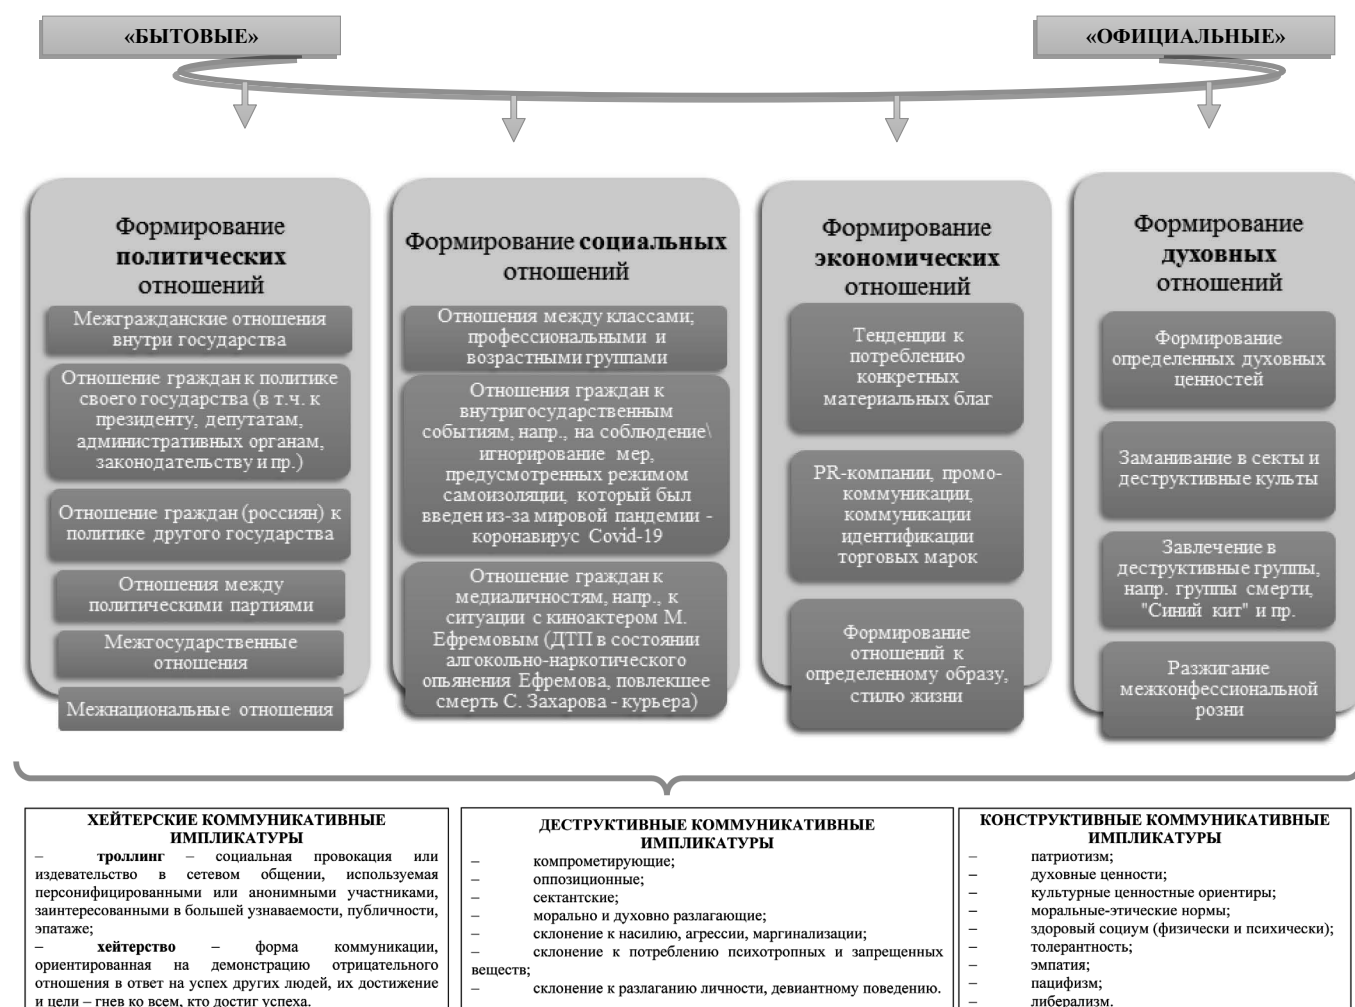 «БЫТОВЫЕ»
«ОФИЦИАЛЬНЫЕ»
Формирование
политических
отношений
Межгражданские отношения
внутри государства
Отношение граждан к политике
своего государства (в т.ч. к
президенту, депутатам,
административных органам,
законодательству и пр.)
Отношение граждан (россиян) к
политике другого государства
Отношения между
политическими партиями
Межгосударственные
отношения
Межнациональные отношения
Формирование социальных
отношений
Отношения между классами;
профессиональными и
возрастными группами
Отношения граждан к
внутригосударственным
событиям, напр., на соблюдение\
игнорирование мер,
предусмотренных режимом
самоизоляции, который был
введен из-за мировой пандемии -
коронавирус Covid-19
Отношение граждан к
медиаличностям, напр., к
ситуации с киноактером М.
Ефремовым (ДТП в состоянии
алгокольно-наркотического
опьянения Ефремова, повлекшее
смерть С. Захарова - курьера)
Формирование
экономических
отношений
Тенденции к
потреблению
конкретных
материальных благ
PR-компании, промо-
коммуникации,
коммуникации
идентификации
торговых марок
Формирование
отношений к
определенному образу,
стилю жизни
Формирование
духовных
отношений
Формирование
определенных духовных
ценностей
Заманивание в секты и
деструктивные культы
Завлечение в
деструктивные группы,
напр. группы смерти,
"Синий кит" и пр.
Разжигание
межконфессиональной
розни
ХЕЙТЕРСКИЕ КОММУНИКАТИВНЫЕ
ИМПЛИКАТУРЫ
– троллинг – социальная провокация или
издевательство в сетевом общении, используемая
персонифицированными или анонимными участниками,
заинтересованными в большей узнаваемости, публичности,
эпатаже;
– хейтерство – форма коммуникации,
ориентированная на демонстрацию отрицательного
отношения в ответ на успех других людей, их достижение
и цели – гнев ко всем, кто достиг успеха.
ДЕСТРУКТИВНЫЕ КОММУНИКАТИВНЫЕ
ИМПЛИКАТУРЫ
– компрометирующие;
– оппозиционные;
– сектантские;
– морально и духовно разлагающие;
– склонение к насилию, агрессии, маргинализации;
– склонение к потреблению психотропных и запрещенных
веществ;
– склонение к разлаганию личности, девиантному поведению.
КОНСТРУКТИВНЫЕ КОММУНИКАТИВНЫЕ
ИМПЛИКАТУРЫ
– патриотизм;
– духовные ценности;
– культурные ценностные ориентиры;
– моральные-этические нормы;
– здоровый социум (физически и психически);
– толерантность;
– эмпатия;
– пацифизм;
– либерализм.